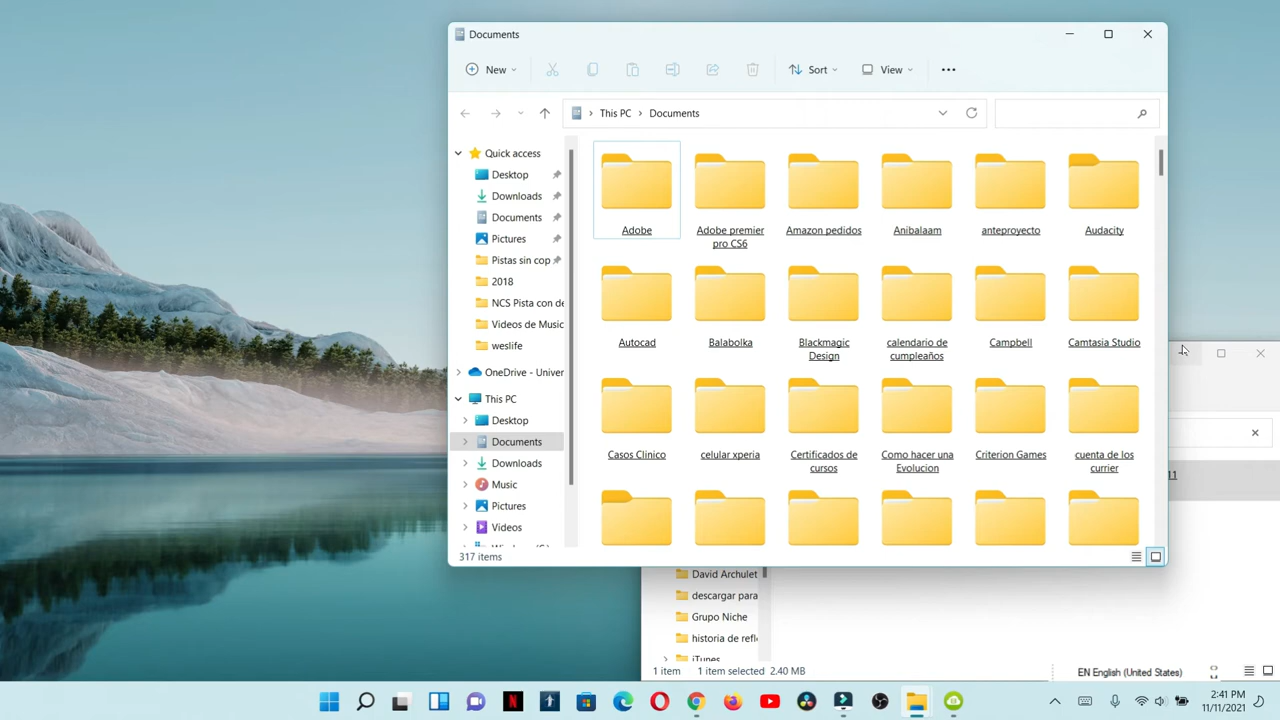 Documents
New
Sort
View
This PC
Documents
Quick access
Desktop
Downloads
Documents
Pictures
Pistas sin cop
2018
NCS Pista con de
Videos de Music
weslife
OneDrive - Univer
This PC
Desktop
Documents
Downloads
Music
Pictures
Videos
Adobe
Adobe premier
pro CS6
Amazon pedidos
Anibalaam
anteproyecto
Audacity
Autocad
Balabolka
Blackmagic
Design
calendario de
cumpleaños
Campbell
Camtasia Studio
Casos Clinico
celular xperia
Certificados de
cursos
Como hacer una
Evolucion
Criterion Games
cuenta de los
currier
317 items
11
David Archulet
descargar para
Grupo Niche
historia de refle
iTunes
1 item
1 item selected 2.40 MB
EN English (United States)
2:41 PM
11/11/2021